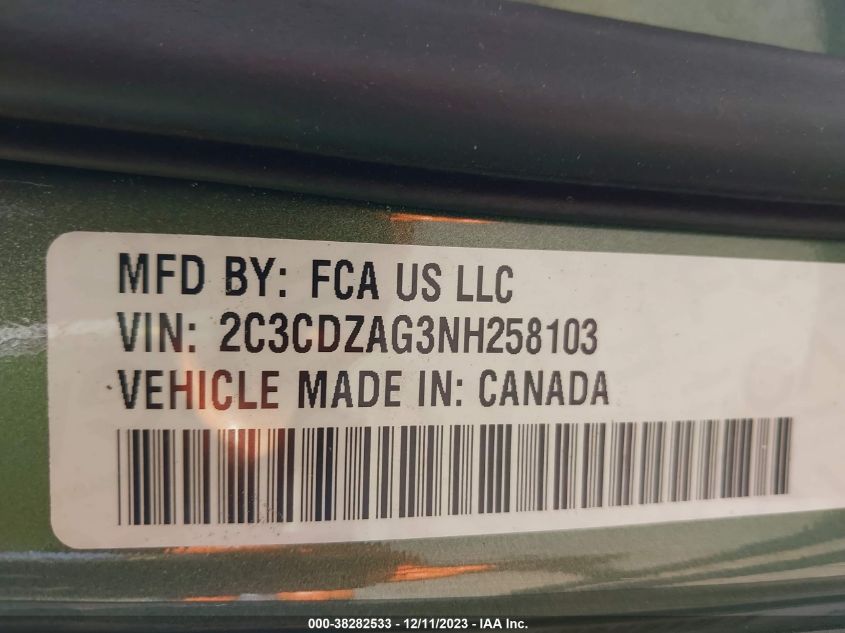 MFD BY: FCA US LLC
VIN: 2C3CDZAG3NH258103
VEHICLE MADE IN: CANADA
000-38282533 - 12/11/2023 - IAA Inc.